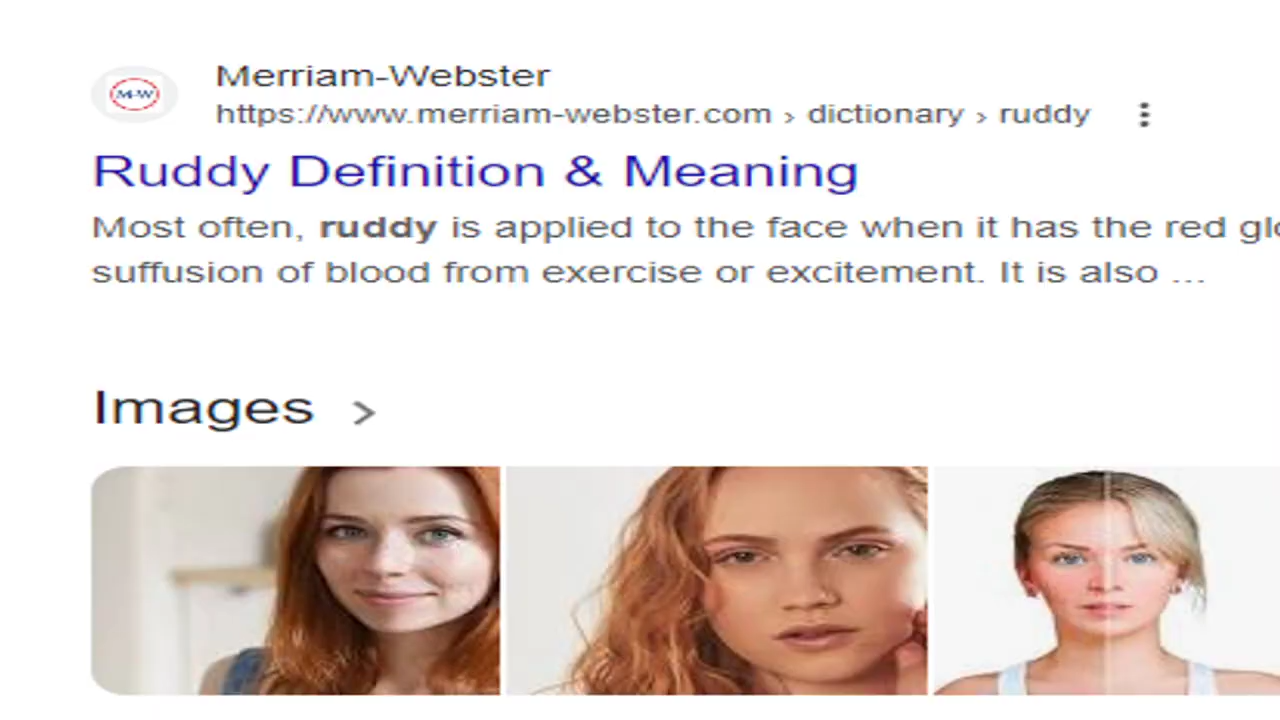 M-W
Merriam-Webster
https://www.merriam-webster.com › dictionary › ruddy
Ruddy Definition & Meaning
Most often, ruddy is applied to the face when it has the red
suffusion of blood from exercise or excitement. It is also ...
Images >